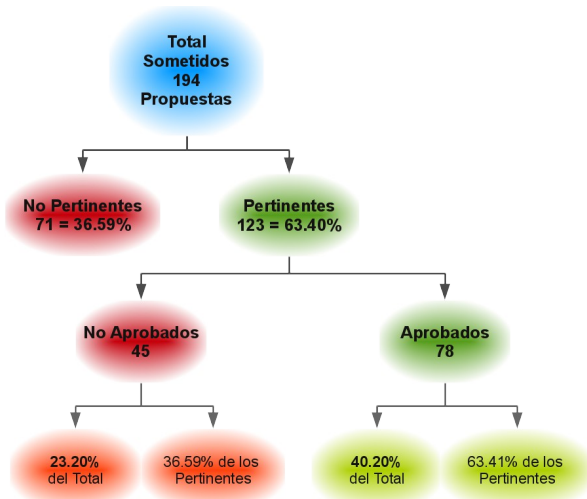 Total
Sometidos
194
Propuestas
No Pertinentes
71 = 36.59%
Pertinentes
123 = 63.40%
No Aprobados
45
Aprobados
78
23.20%
del Total
36.59% de los
Pertinentes
40.20%
del Total
63.41% de los
Pertinentes